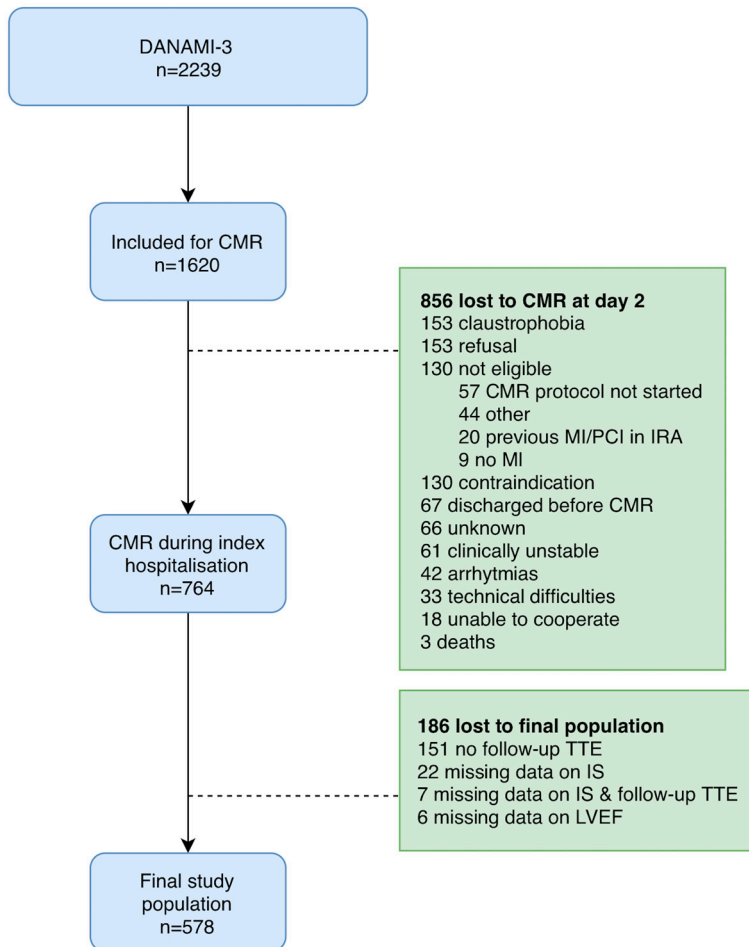 DANAMI-3
n=2239
Included for CMR
n=1620
856 lost to CMR at day 2
153 claustrophobia
153 refusal
130 not eligible
57 CMR protocol not started
44 other
20 previous MI/PCI in IRA
9 no MI
130 contraindication
67 discharged before CMR
66 unknown
61 clinically unstable
42 arrhytmias
33 technical difficulties
18 unable to cooperate
3 deaths
CMR during index
hospitalisation
n=764
186 lost to final population
151 no follow-up TTE
22 missing data on IS
7 missing data on IS & follow-up TTE
6 missing data on LVEF
Final study
population
n=578